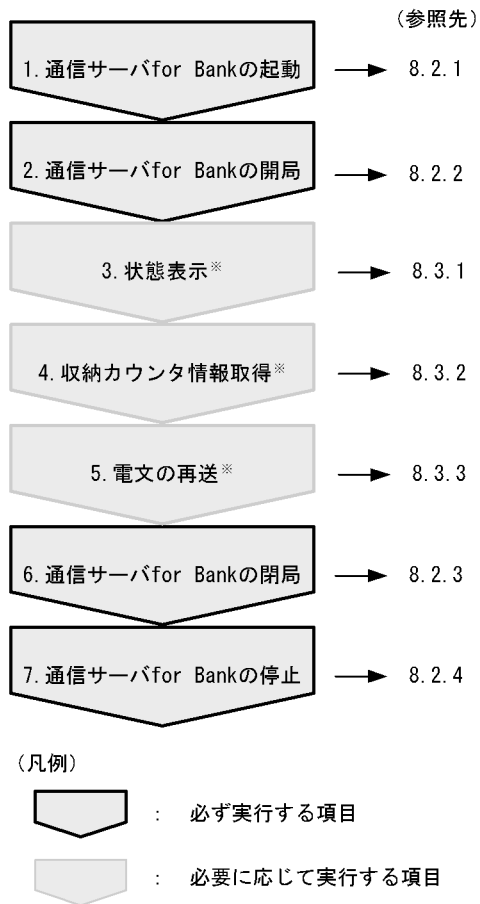 (参照先)
1.通信サーバfor Bankの起動 8.2.1
2.通信サーバfor Bankの開局 8.2.2
3.状態表示※ 8.3.1
4.収納カウンタ情報取得※ 8.3.2
5.電文の再送※ 8.3.3
6.通信サーバfor Bankの閉局 8.2.3
7.通信サーバfor Bankの停止 8.2.4
(凡例)
: 必ず実行する項目
: 必要に応じて実行する項目